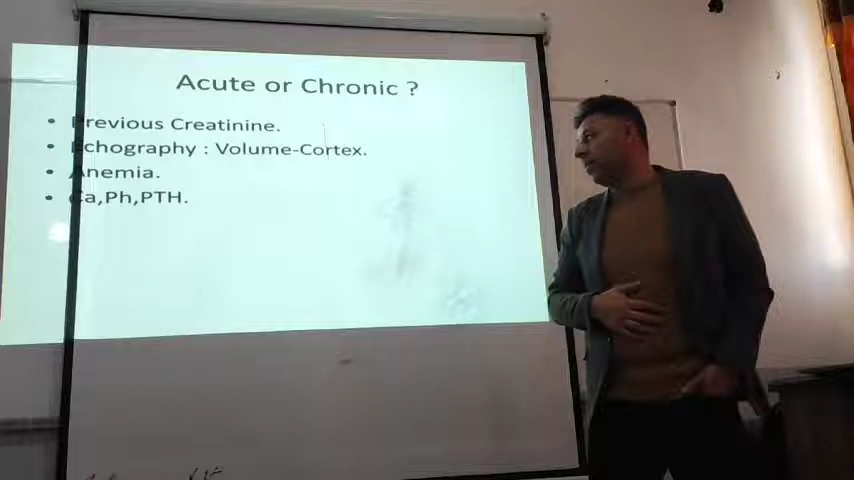 Acute or Chronic ?
• Previous Creatinine.
• Echography : Volume-Cortex.
• Anemia.
• Ca,Ph,PTH.